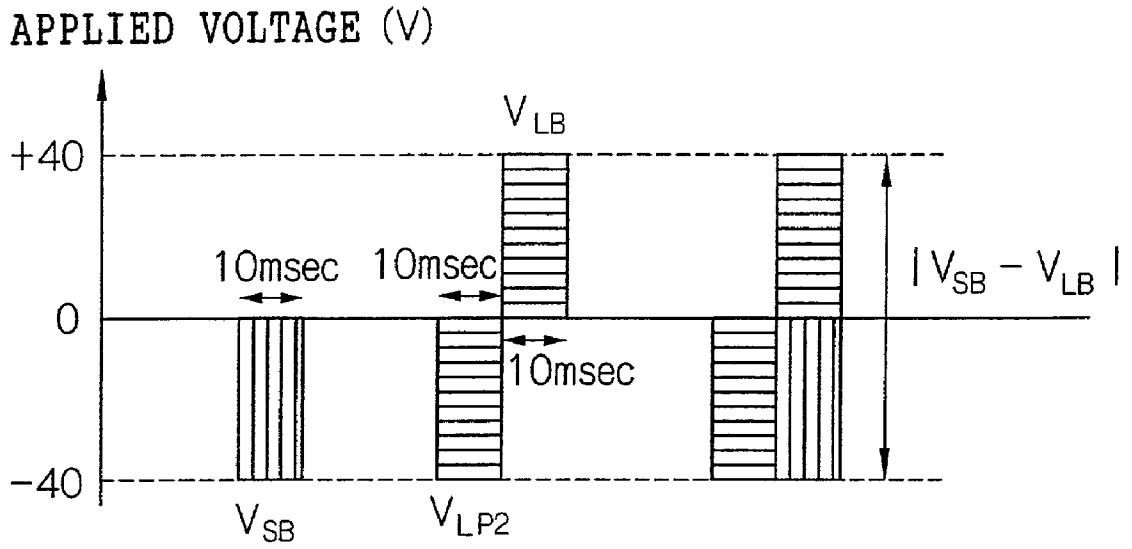 APPLIED VOLTAGE (V)
V_LB
+40
10msec
10msec
| V_SB – V_LB |
0
10msec
–40
V_SB
V_LP2